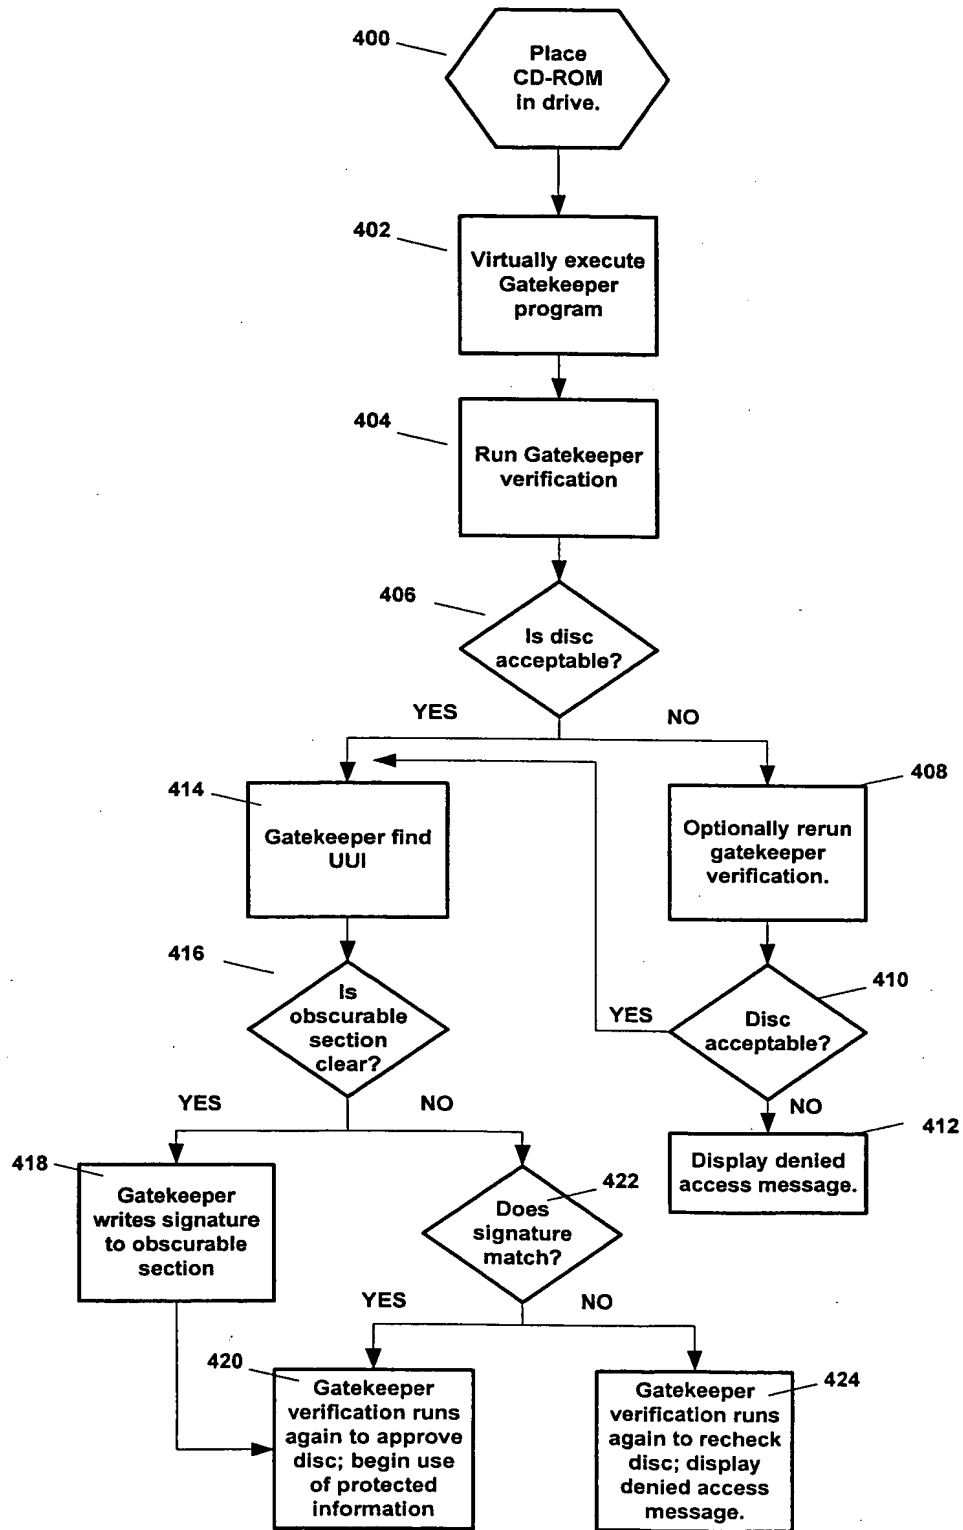 400
Place
CD-ROM
in drive.
402
Virtually execute
Gatekeeper
program
404
Run Gatekeeper
verification
406
Is disc
acceptable?
YES
NO
414
Gatekeeper find
UUI
408
Optionally rerun
gatekeeper
verification.
416
Is
obscurable
section
clear?
410
Disc
acceptable?
YES
NO
YES
NO
412
Display denied
access message.
418
Gatekeeper
writes signature
to obscurable
section
422
Does
signature
match?
YES
NO
420
Gatekeeper
verification runs
again to approve
disc; begin use
of protected
information
424
Gatekeeper
verification runs
again to recheck
disc; display
denied access
message.